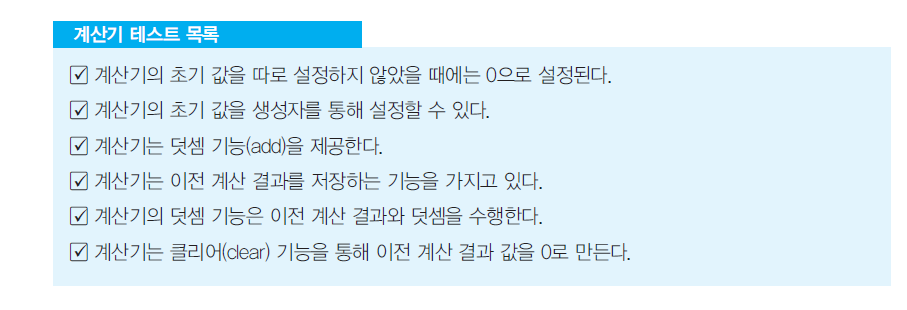 계산기 테스트 목록
☑ 계산기의 초기 값을 따로 설정하지 않았을 때에는 0으로 설정된다.
☑ 계산기의 초기 값을 생성자를 통해 설정할 수 있다.
☑ 계산기는 덧셈 기능(add)을 제공한다.
☑ 계산기는 이전 계산 결과를 저장하는 기능을 가지고 있다.
☑ 계산기의 덧셈 기능은 이전 계산 결과와 덧셈을 수행한다.
☑ 계산기는 클리어(clear) 기능을 통해 이전 계산 결과 값을 0로 만든다.